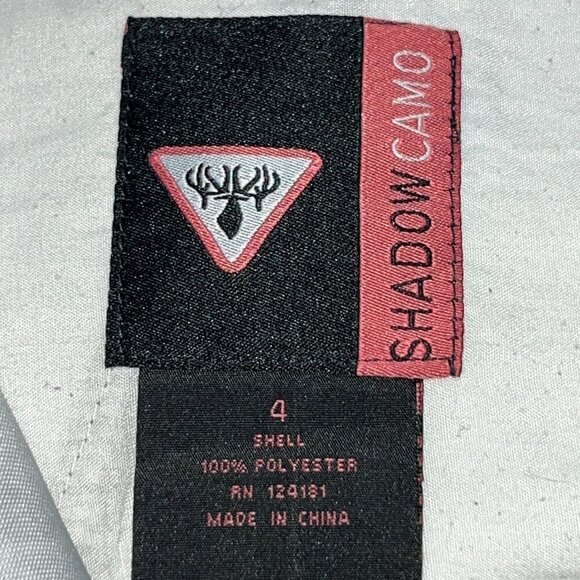 SHADOWCAMO
4
SHELL
100% POLYESTER
RN 124181
MADE IN CHINA